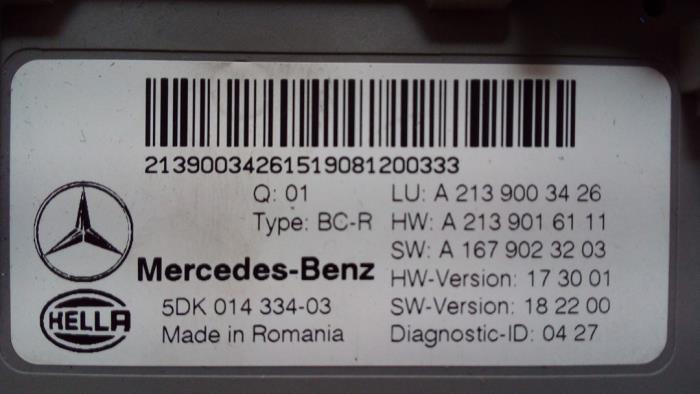 21390034261519081200333
Q: 01 LU: A 213 900 34 26
Type: BC-R HW: A 213 901 61 11
SW: A 167 902 32 03
Mercedes-Benz HW-Version: 17 30 01
5DK 014 334-03 SW-Version: 18 22 00
HELLA Made in Romania Diagnostic-ID: 04 27